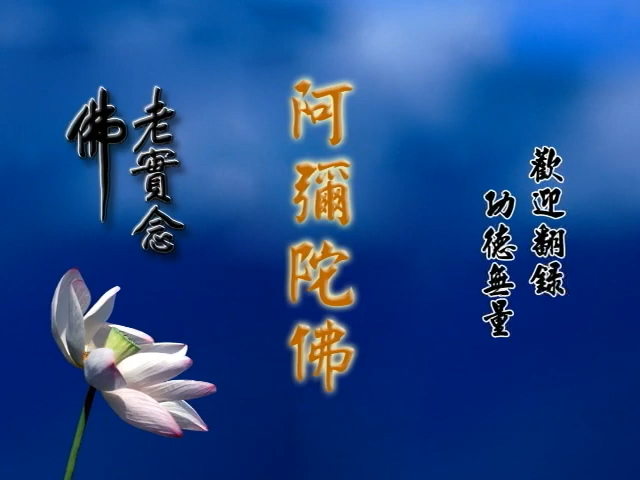 歡迎翻録
功德無量
阿彌陀佛
老實念
佛